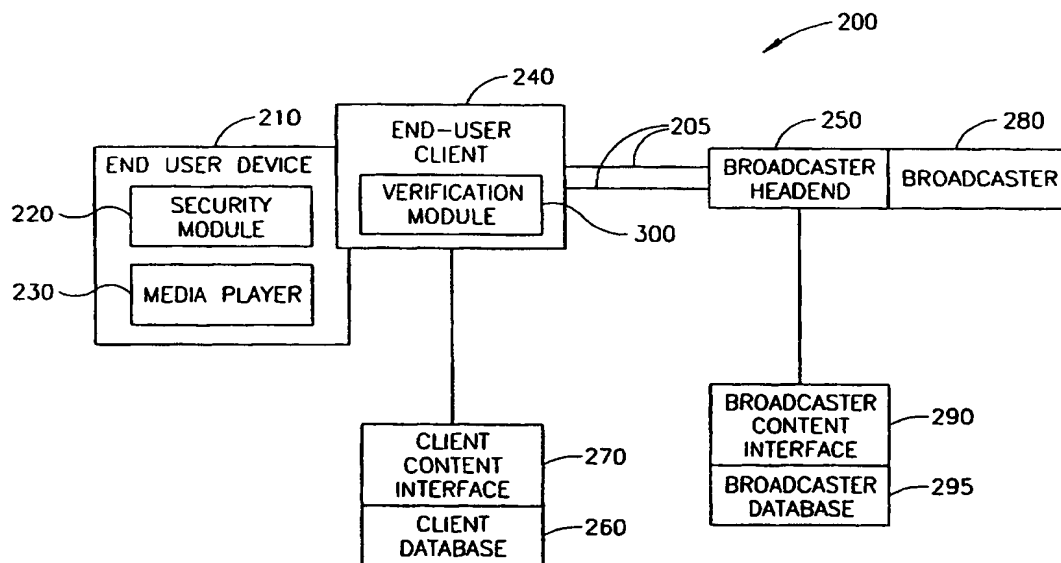 200
240
210
205
250
280
END USER DEVICE
END-USER
CLIENT
BROADCASTER
HEADEND
BROADCASTER
220
SECURITY
MODULE
VERIFICATION
MODULE
300
230
MEDIA PLAYER
CLIENT
CONTENT
INTERFACE
270
CLIENT
DATABASE
260
BROADCASTER
CONTENT
INTERFACE
290
BROADCASTER
DATABASE
295